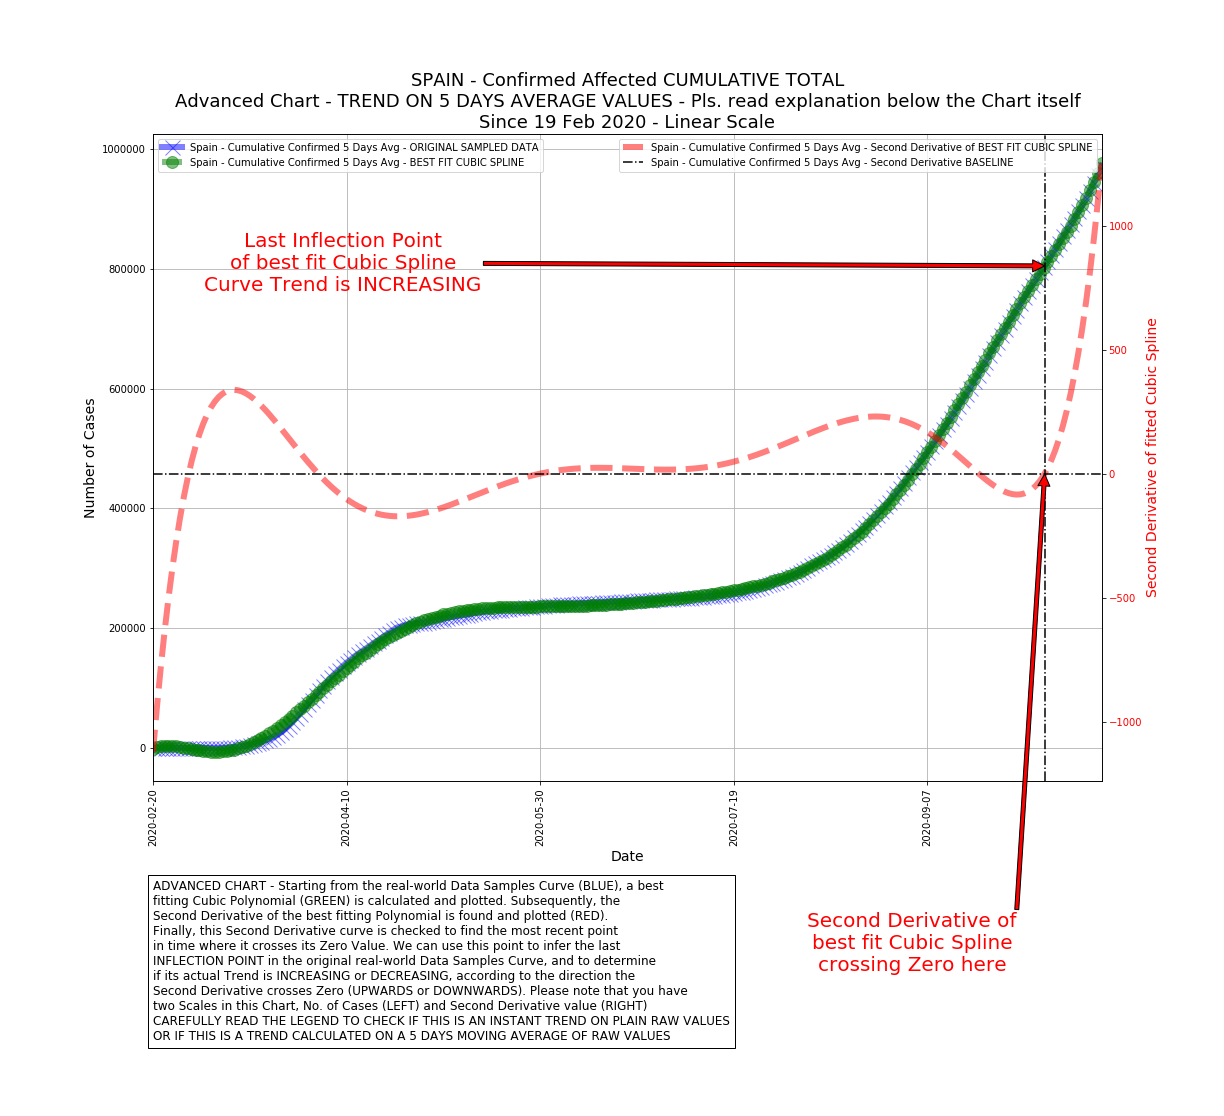 SPAIN - Confirmed Affected CUMULATIVE TOTAL
Advanced Chart - TREND ON 5 DAYS AVERAGE VALUES - Pls. read explanation below the Chart itself
Since 19 Feb 2020 - Linear Scale
Spain - Cumulative Confirmed 5 Days Avg - ORIGINAL SAMPLED DATA
Spain - Cumulative Confirmed 5 Days Avg - BEST FIT CUBIC SPLINE
Spain - Cumulative Confirmed 5 Days Avg - Second Derivative of BEST FIT CUBIC SPLINE
Spain - Cumulative Confirmed 5 Days Avg - Second Derivative BASELINE
Last Inflection Point
of best fit Cubic Spline
Curve Trend is INCREASING
Number of Cases
1000000
800000
600000
400000
200000
0
1000
500
0
−500
−1000
Second Derivative of fitted Cubic Spline
2020-02-20
2020-04-10
2020-05-30
2020-07-19
2020-09-07
Date
ADVANCED CHART - Starting from the real-world Data Samples Curve (BLUE), a best
fitting Cubic Polynomial (GREEN) is calculated and plotted. Subsequently, the
Second Derivative of the best fitting Polynomial is found and plotted (RED).
Finally, this Second Derivative curve is checked to find the most recent point
in time where it crosses its Zero Value. We can use this point to infer the last
INFLECTION POINT in the original real-world Data Samples Curve, and to determine
if its actual Trend is INCREASING or DECREASING, according to the direction the
Second Derivative crosses Zero (UPWARDS or DOWNWARDS). Please note that you have
two Scales in this Chart, No. of Cases (LEFT) and Second Derivative value (RIGHT)
CAREFULLY READ THE LEGEND TO CHECK IF THIS IS AN INSTANT TREND ON PLAIN RAW VALUES
OR IF THIS IS A TREND CALCULATED ON A 5 DAYS MOVING AVERAGE OF RAW VALUES
Second Derivative of
best fit Cubic Spline
crossing Zero here